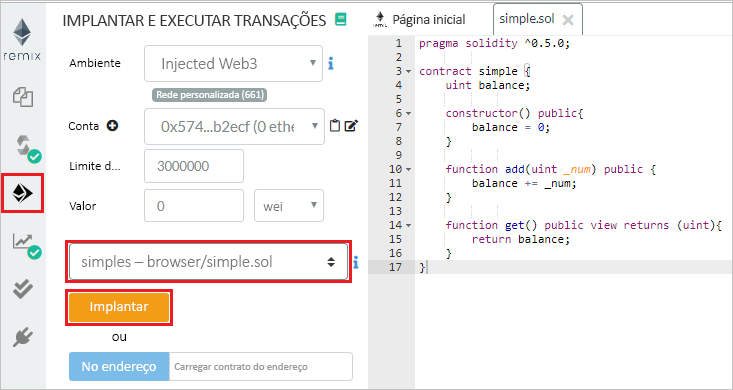 remix
IMPLANTAR E EXECUTAR TRANSAÇÕES
Ambiente
Injected Web3
Rede personalizada (661)
Conta
0x574...b2ecf (0 ethe
Limite d...
3000000
Valor
0
wei
simples – browser/simple.sol
Implantar
ou
No endereço
Carregar contrato do endereço
Página inicial
simple.sol
1 pragma solidity ^0.5.0;
2
3 contract simple {
4 uint balance;
5
6 constructor() public{
7 balance = 0;
8 }
9
10 function add(uint _num) public {
11 balance += _num;
12 }
13
14 function get() public view returns (uint){
15 return balance;
16 }
17 }